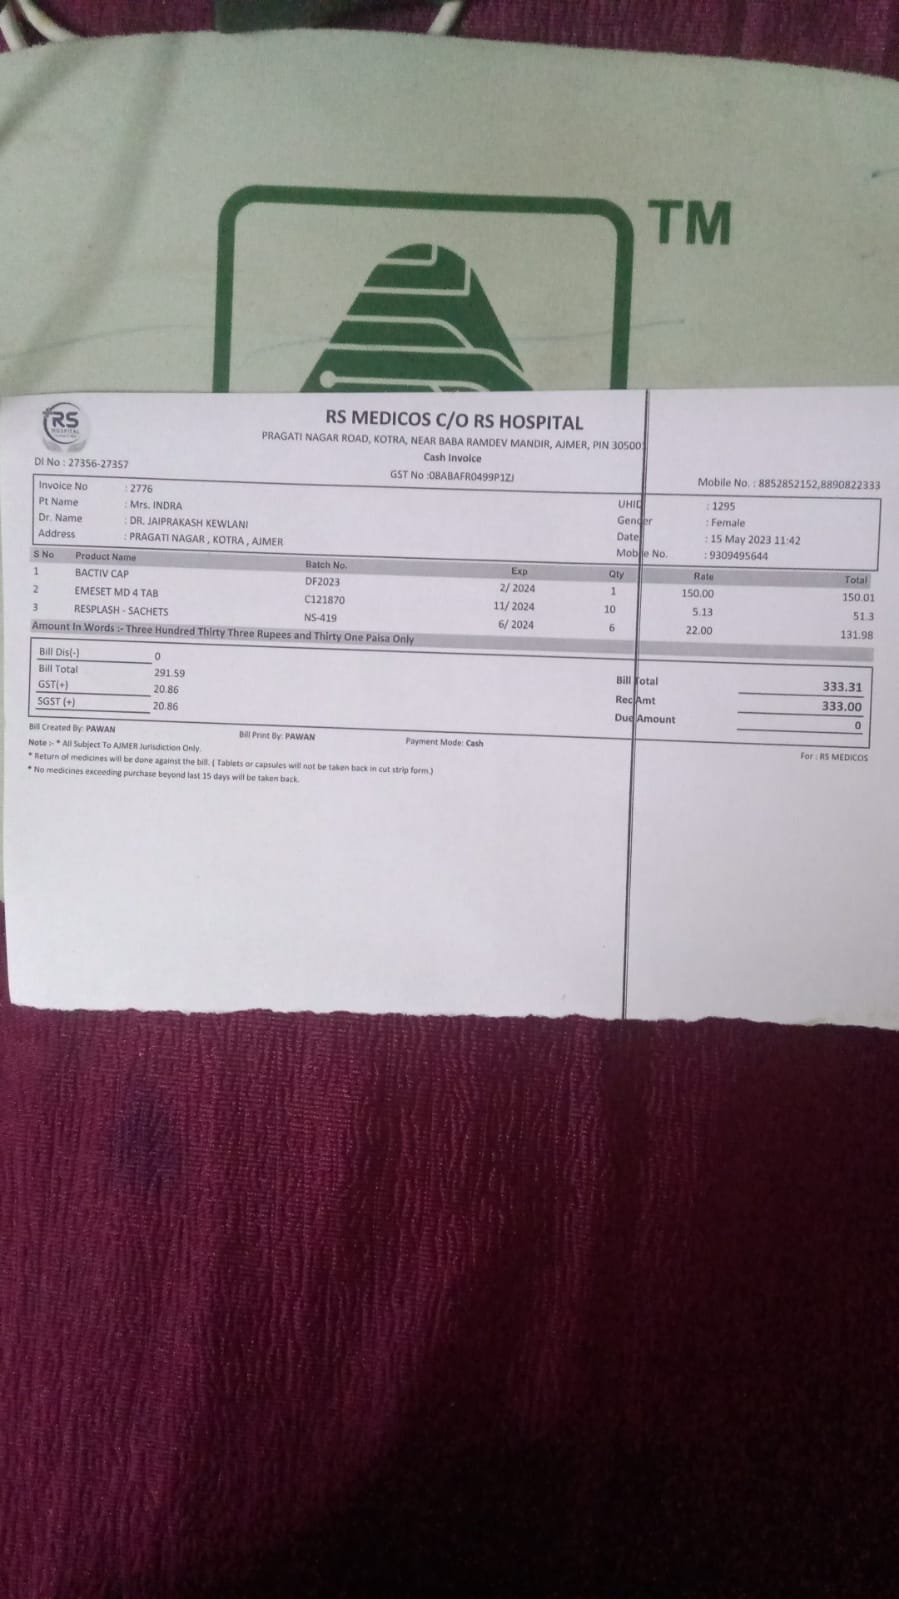 TM
RS
HOSPITAL
RS MEDICOS C/O RS HOSPITAL
PRAGATI NAGAR ROAD, KOTRA, NEAR BABA RAMDEV MANDIR, AJMER, PIN 305001
Cash Invoice
DI No : 27356-27357
GST No :08ABAFR0499P1ZJ
Mobile No. : 8852852152,8890822333
Invoice No : 2776 UHID : 1295
Pt Name : Mrs. INDRA Gender : Female
Dr. Name : DR. JAIPRAKASH KEWLANI Date : 15 May 2023 11:42
Address : PRAGATI NAGAR , KOTRA , AJMER Mobile No. : 9309495644
S No Product Name Batch No. Exp Qty Rate Total
1 BACTIV CAP DF2023 2/ 2024 1 150.00 150.01
2 EMESET MD 4 TAB C121870 11/ 2024 10 5.13 51.3
3 RESPLASH - SACHETS NS-419 6/ 2024 6 22.00 131.98
Amount In Words :- Three Hundred Thirty Three Rupees and Thirty One Paisa Only
Bill Dis(-) 0
Bill Total 291.59 Bill Total 333.31
GST(+) 20.86 Rec Amt 333.00
SGST (+) 20.86 Due Amount 0
Bill Created By: PAWAN Bill Print By: PAWAN Payment Mode: Cash For : RS MEDICOS
Note :- * All Subject To AJMER Jurisdiction Only.
* Return of medicines will be done against the bill. ( Tablets or capsules will not be taken back in cut strip form.)
* No medicines exceeding purchase beyond last 15 days will be taken back.